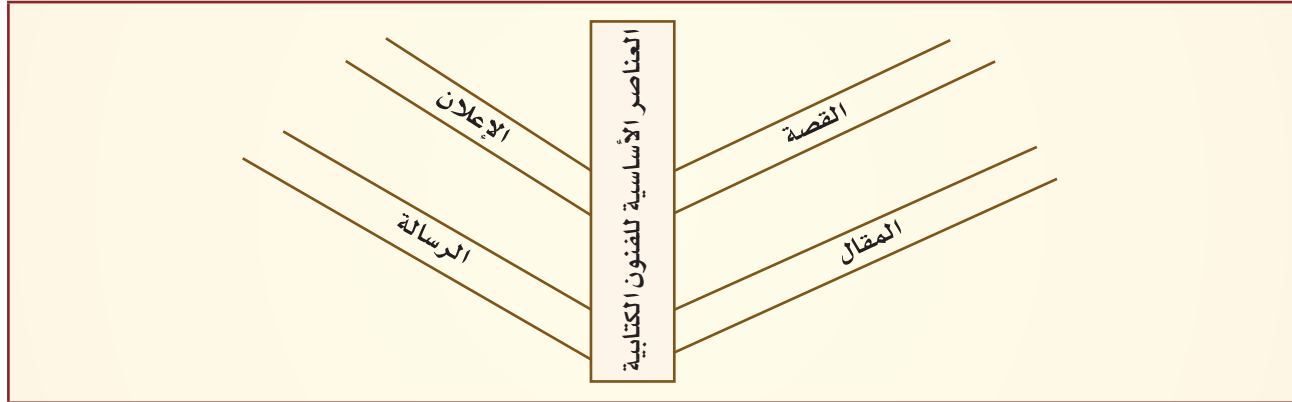 العناصر الأساسية للفنون الكتابية
القصة
الإعلان
المقال
الرسالة